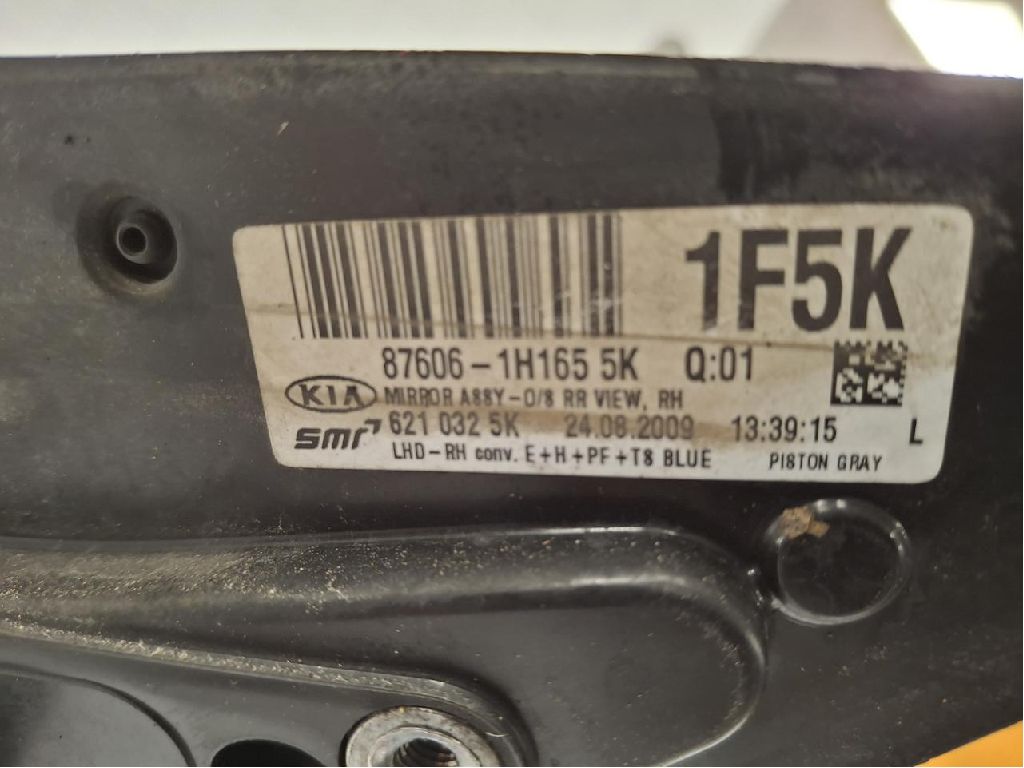 1F5K
87606-1H165 5K Q:01
KIA MIRROR ASSY-O/S RR VIEW, RH
smr 621 032 5K 24.08.2009 13:39:15 L
LHD-RH conv. E+H+PF+TS BLUE PISTON GRAY